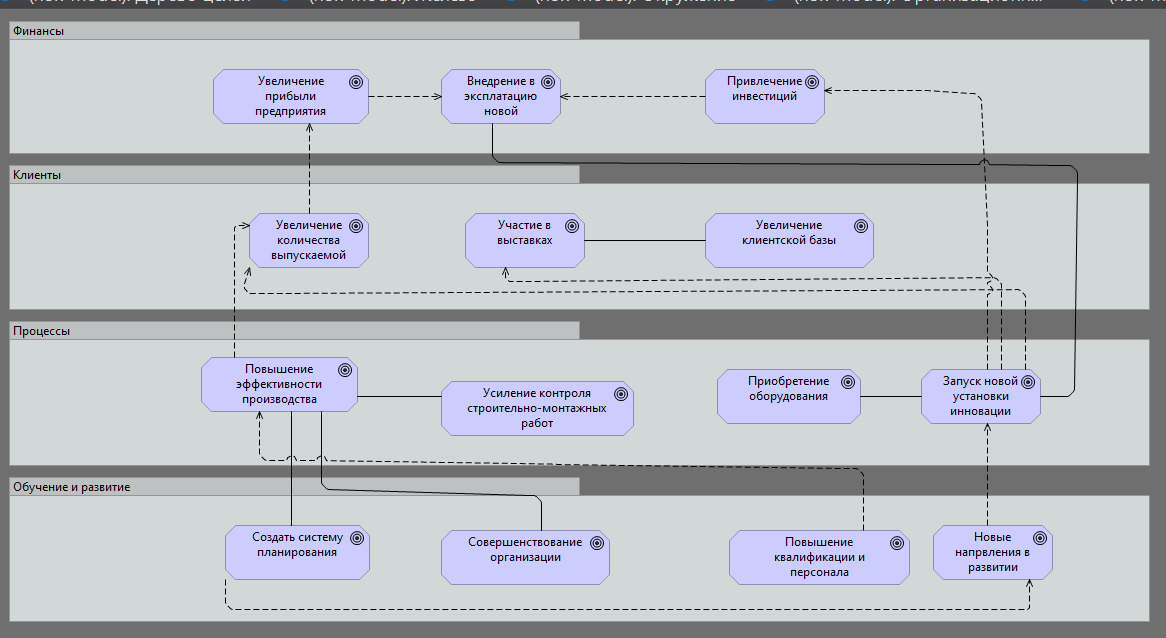 Финансы
Увеличение
прибыли
предприятия
Внедрение в
эксплатацию
новой
Привлечение
инвестиций
Клиенты
Увеличение
количества
выпускаемой
Участие в
выставках
Увеличение
клиентской базы
Процессы
Повышение
эффективности
производства
Усиление контроля
строительно-монтажных
работ
Приобретение
оборудования
Запуск новой
установки
инновации
Обучение и развитие
Создать систему
планирования
Совершенствование
организации
Повышение
квалификации и
персонала
Новые
напрвления в
развитии